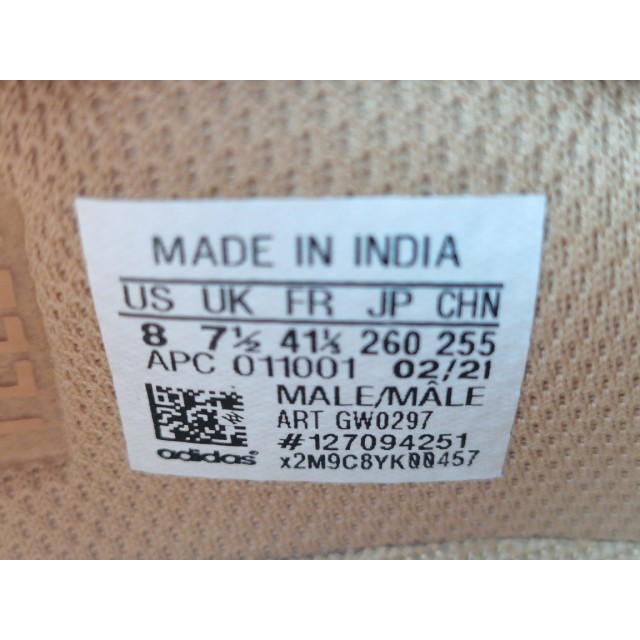 MADE IN INDIA
US UK FR JP CHN
8 7½ 41⅓ 260 255
APC 011001 02/21
MALE/MÂLE
ART GW0297
#127094251
adidas x2M9C8YK00457